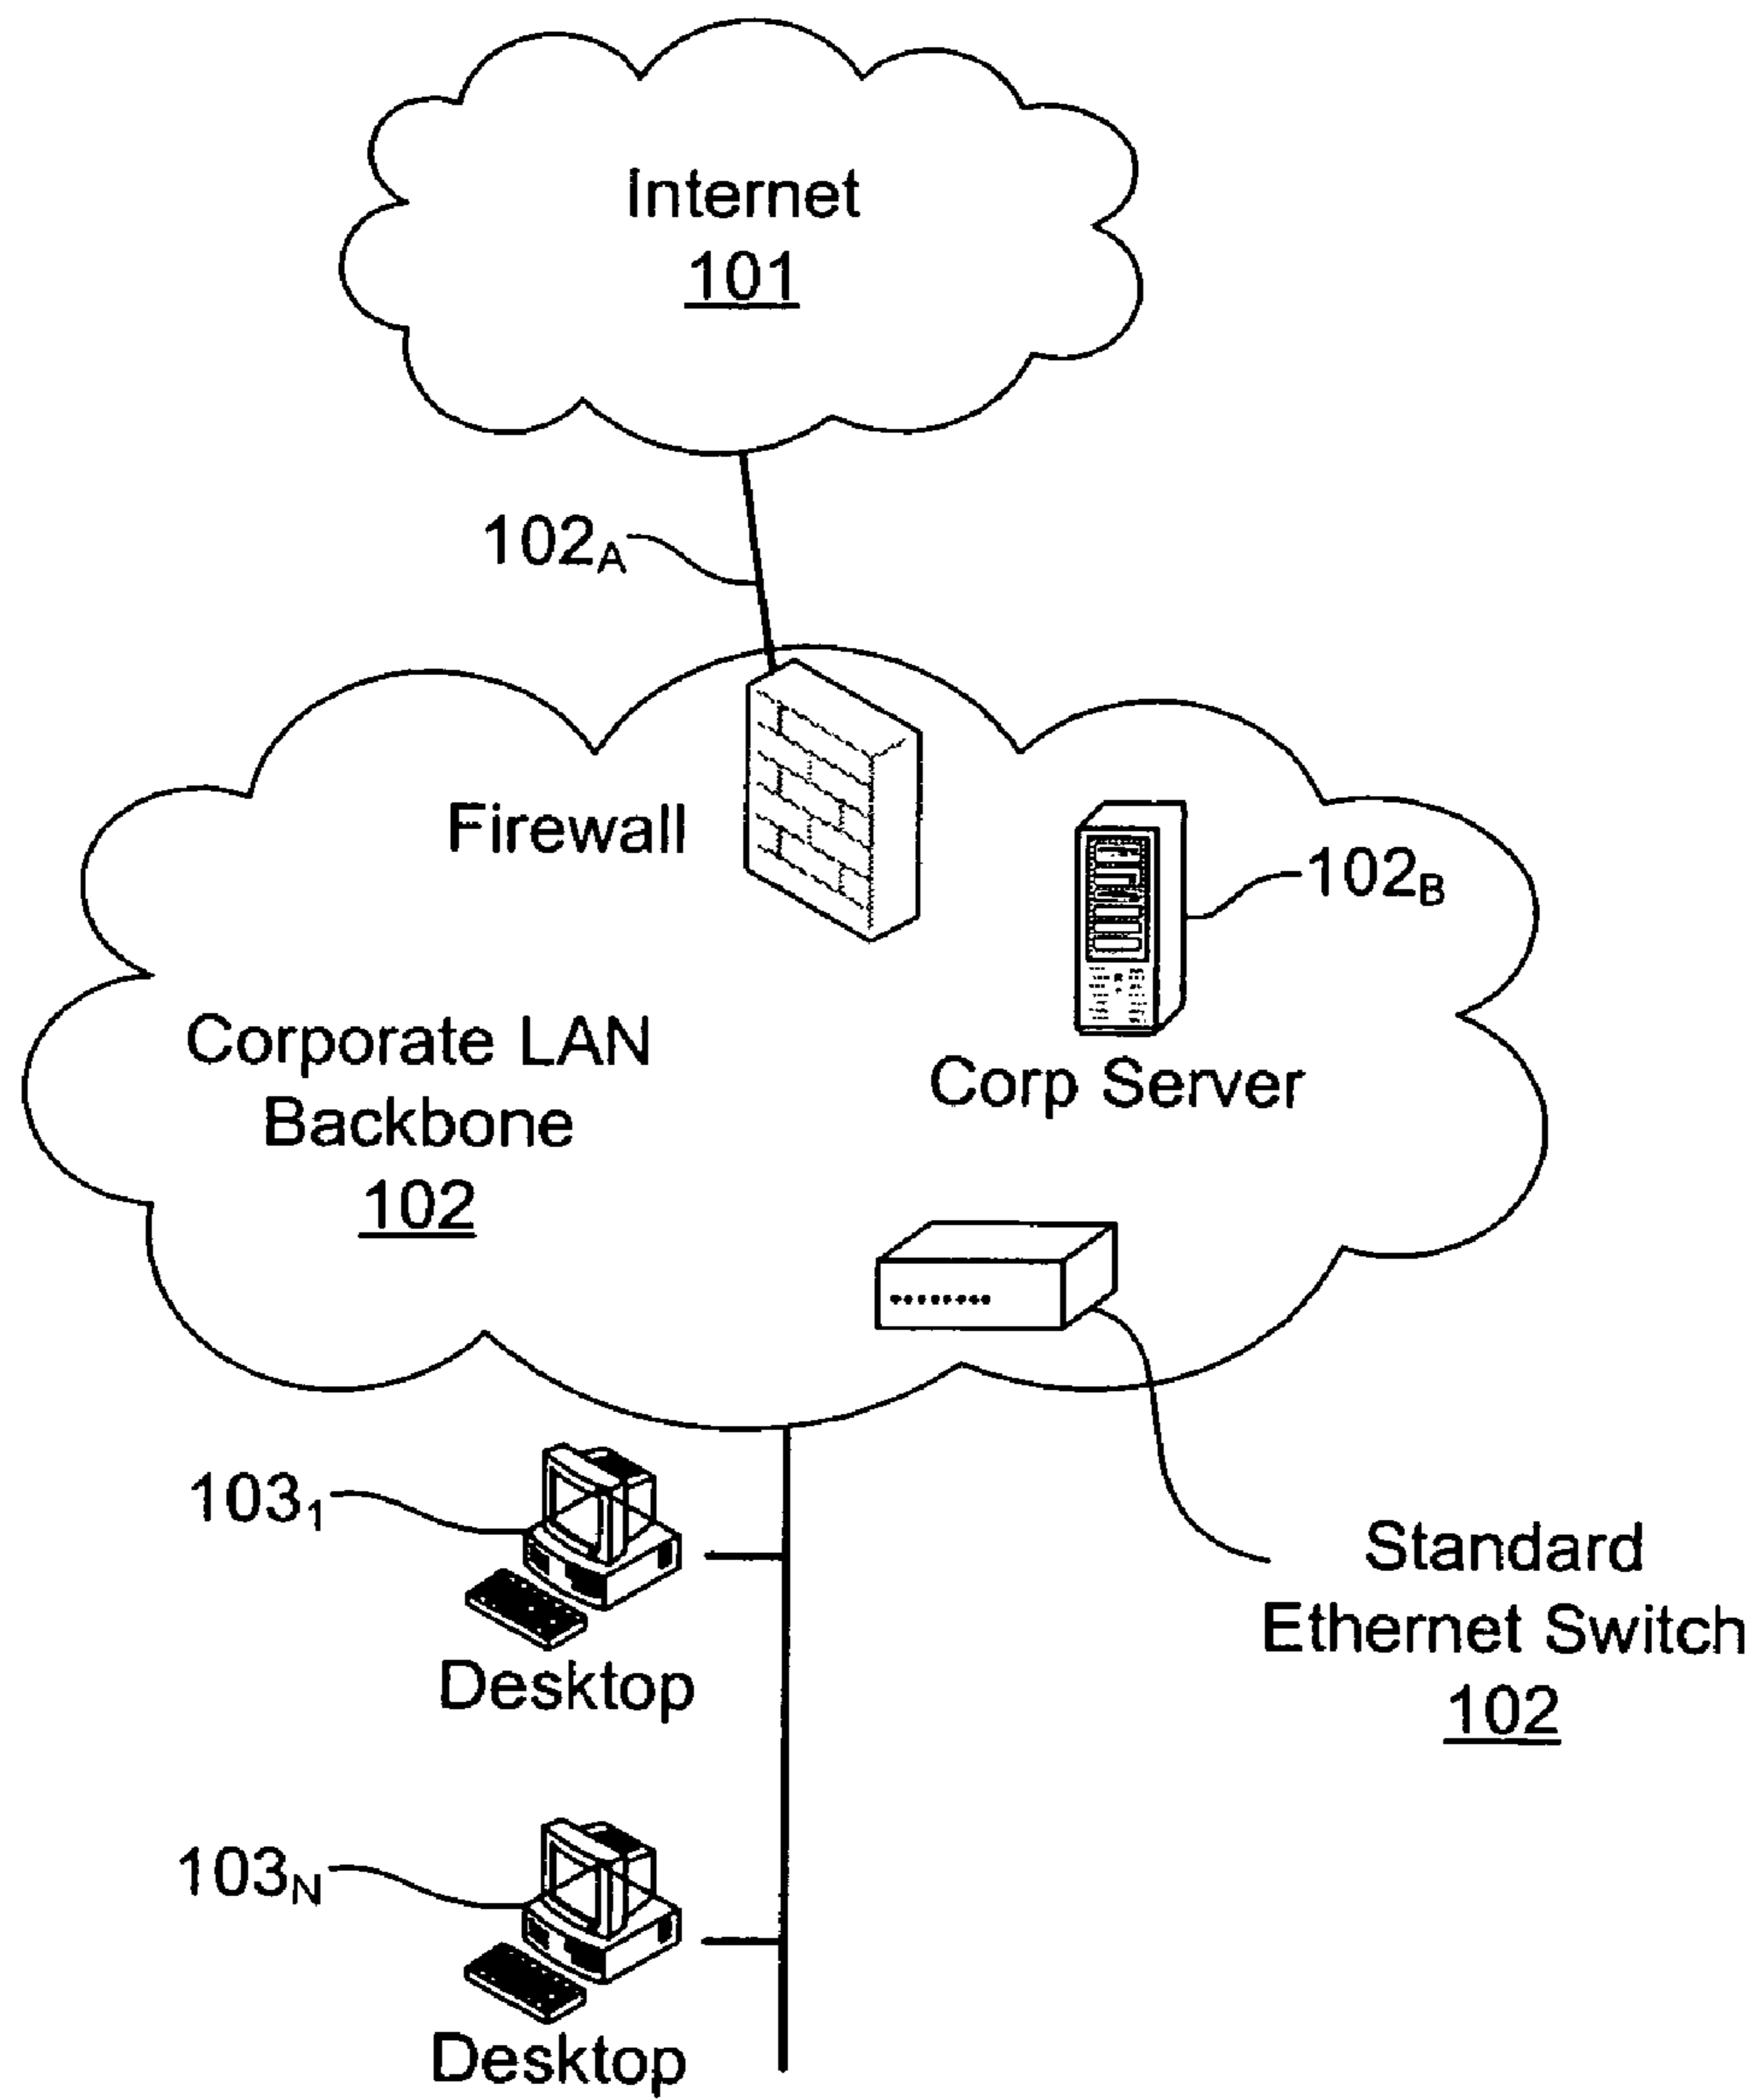 Internet
101
102A
Firewall
102B
Corporate LAN
Backbone
102
Corp Server
1031
Desktop
Standard
Ethernet Switch
102
103N
Desktop